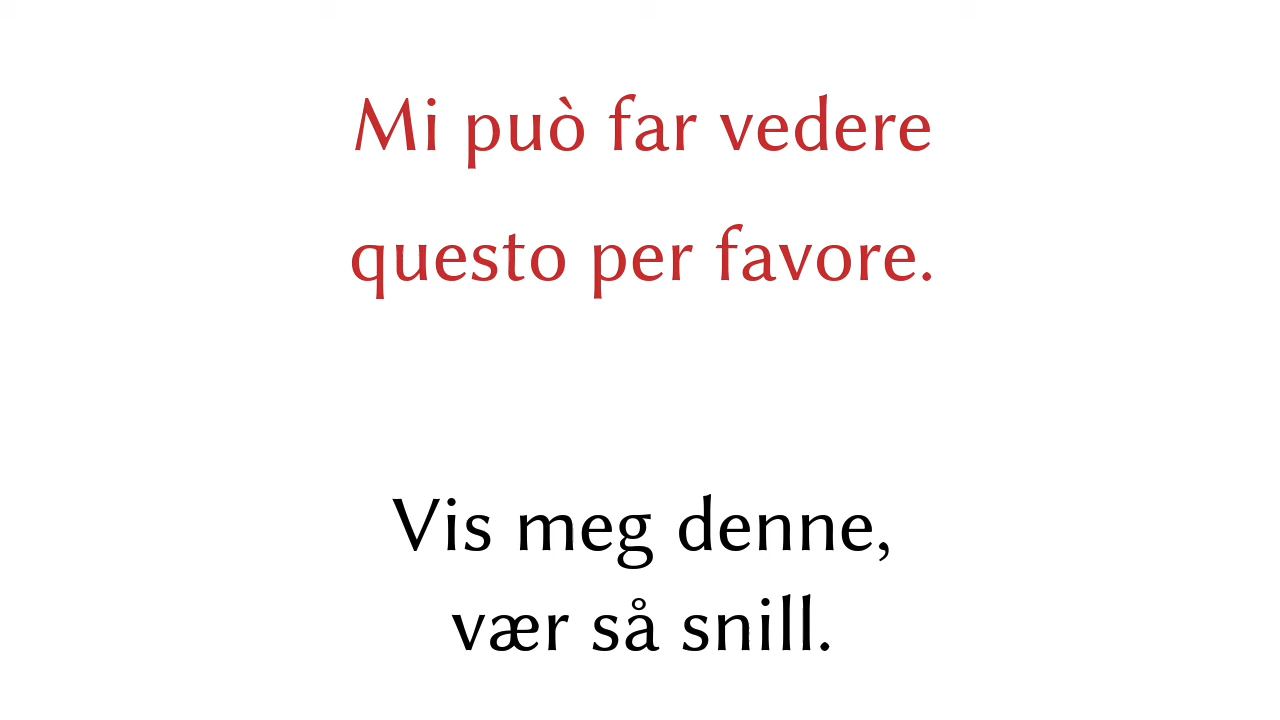 Mi può far vedere
questo per favore.
Vis meg denne,
vær så snill.